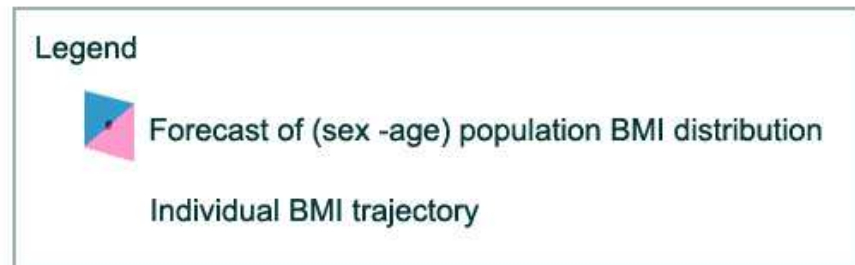 Legend
Forecast of (sex -age) population BMI distribution
Individual BMI trajectory